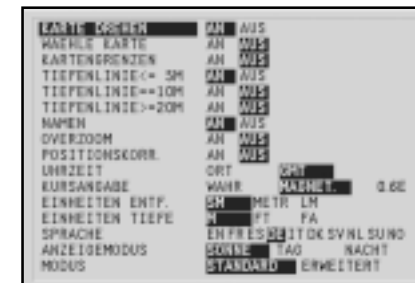 KARTE DREHEN AN AUS
WAEHLE KARTE AN AUS
KARTENGRENZEN AN AUS
TIEFENLINIE<= 5M AN AUS
TIEFENLINIE==10M AN AUS
TIEFENLINIE>=20M AN AUS
NAMEN AN AUS
OVERZOOM AN AUS
POSITIONSKORR. AN AUS
UHRZEIT ORT GMT
KURSANGABE WAHR MAGNET. 0.6E
EINHEITEN ENTF. SM METR LM
EINHEITEN TIEFE M FT FA
SPRACHE EN FR ES DE IT DK SV NL SU NO
ANZEIGEMODUS SONNE TAG NACHT
MODUS STANDARD ERWEITERT